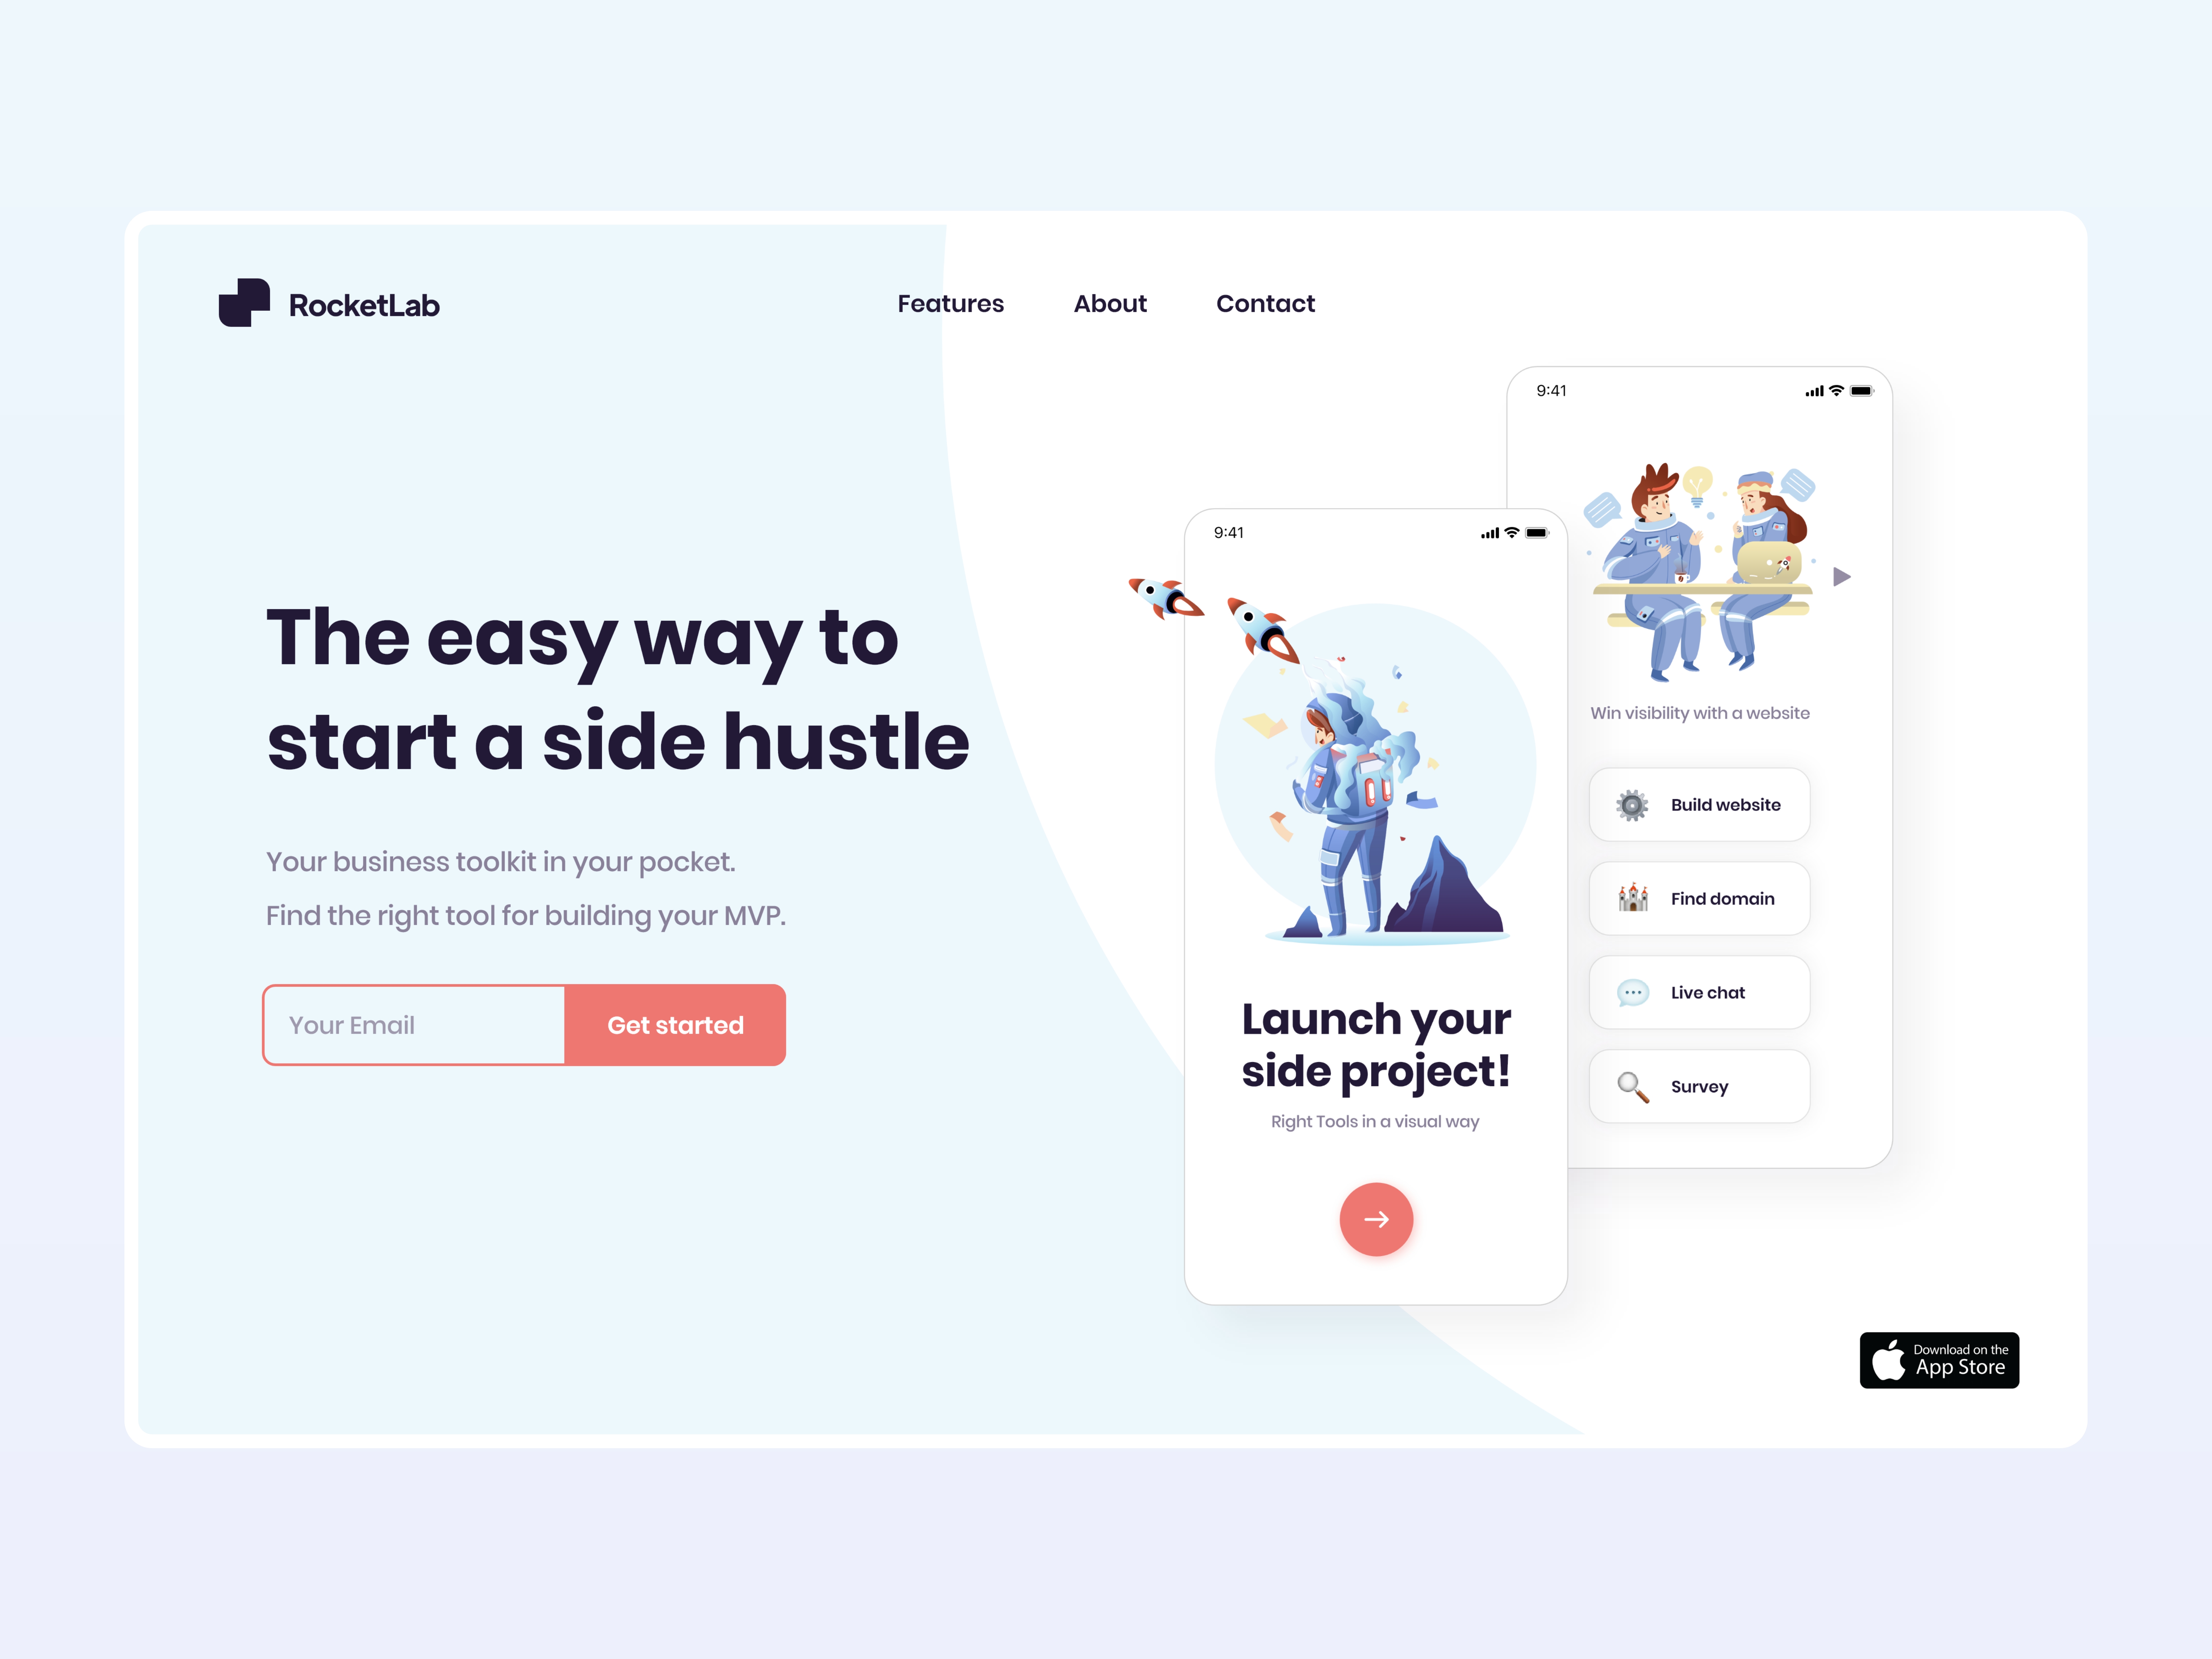 RocketLab
Features
About
Contact
The easy way to
start a side hustle
Your business toolkit in your pocket.
Find the right tool for building your MVP.
Your Email
Get started
9:41
Launch your
side project!
Right Tools in a visual way
9:41
Win visibility with a website
Build website
Find domain
Live chat
Survey
Download on the
App Store